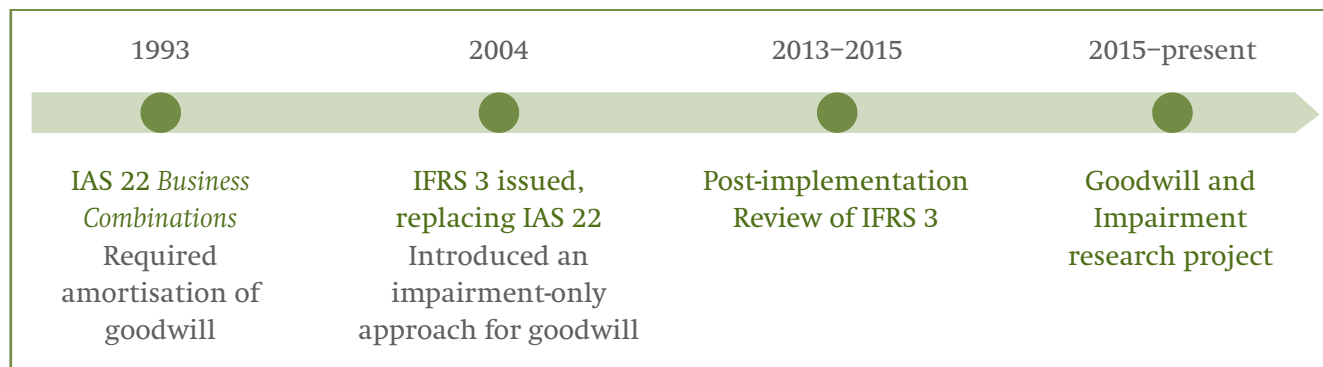 1993
2004
2013–2015
2015–present
IAS 22 Business
Combinations
Required
amortisation of
goodwill
IFRS 3 issued,
replacing IAS 22
Introduced an
impairment-only
approach for goodwill
Post-implementation
Review of IFRS 3
Goodwill and
Impairment
research project